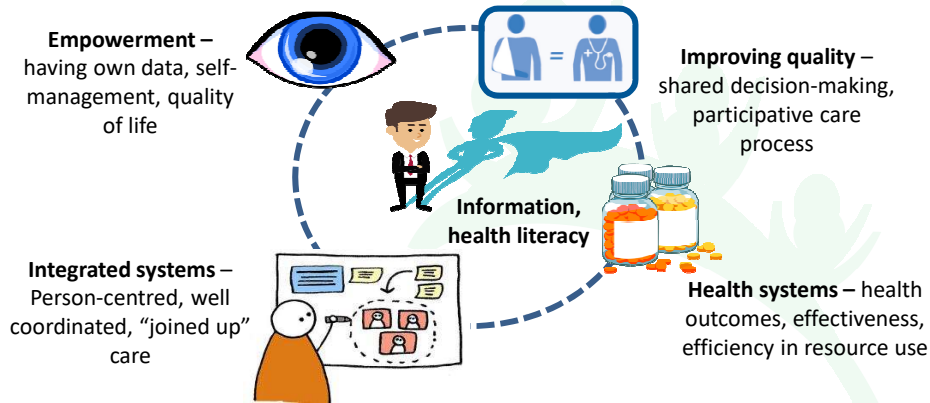 Empowerment –
having own data, self-
management, quality
of life
=
Improving quality –
shared decision-making,
participative care
process
Information,
health literacy
Integrated systems –
Person-centred, well
coordinated, “joined up”
care
Health systems – health
outcomes, effectiveness,
efficiency in resource use